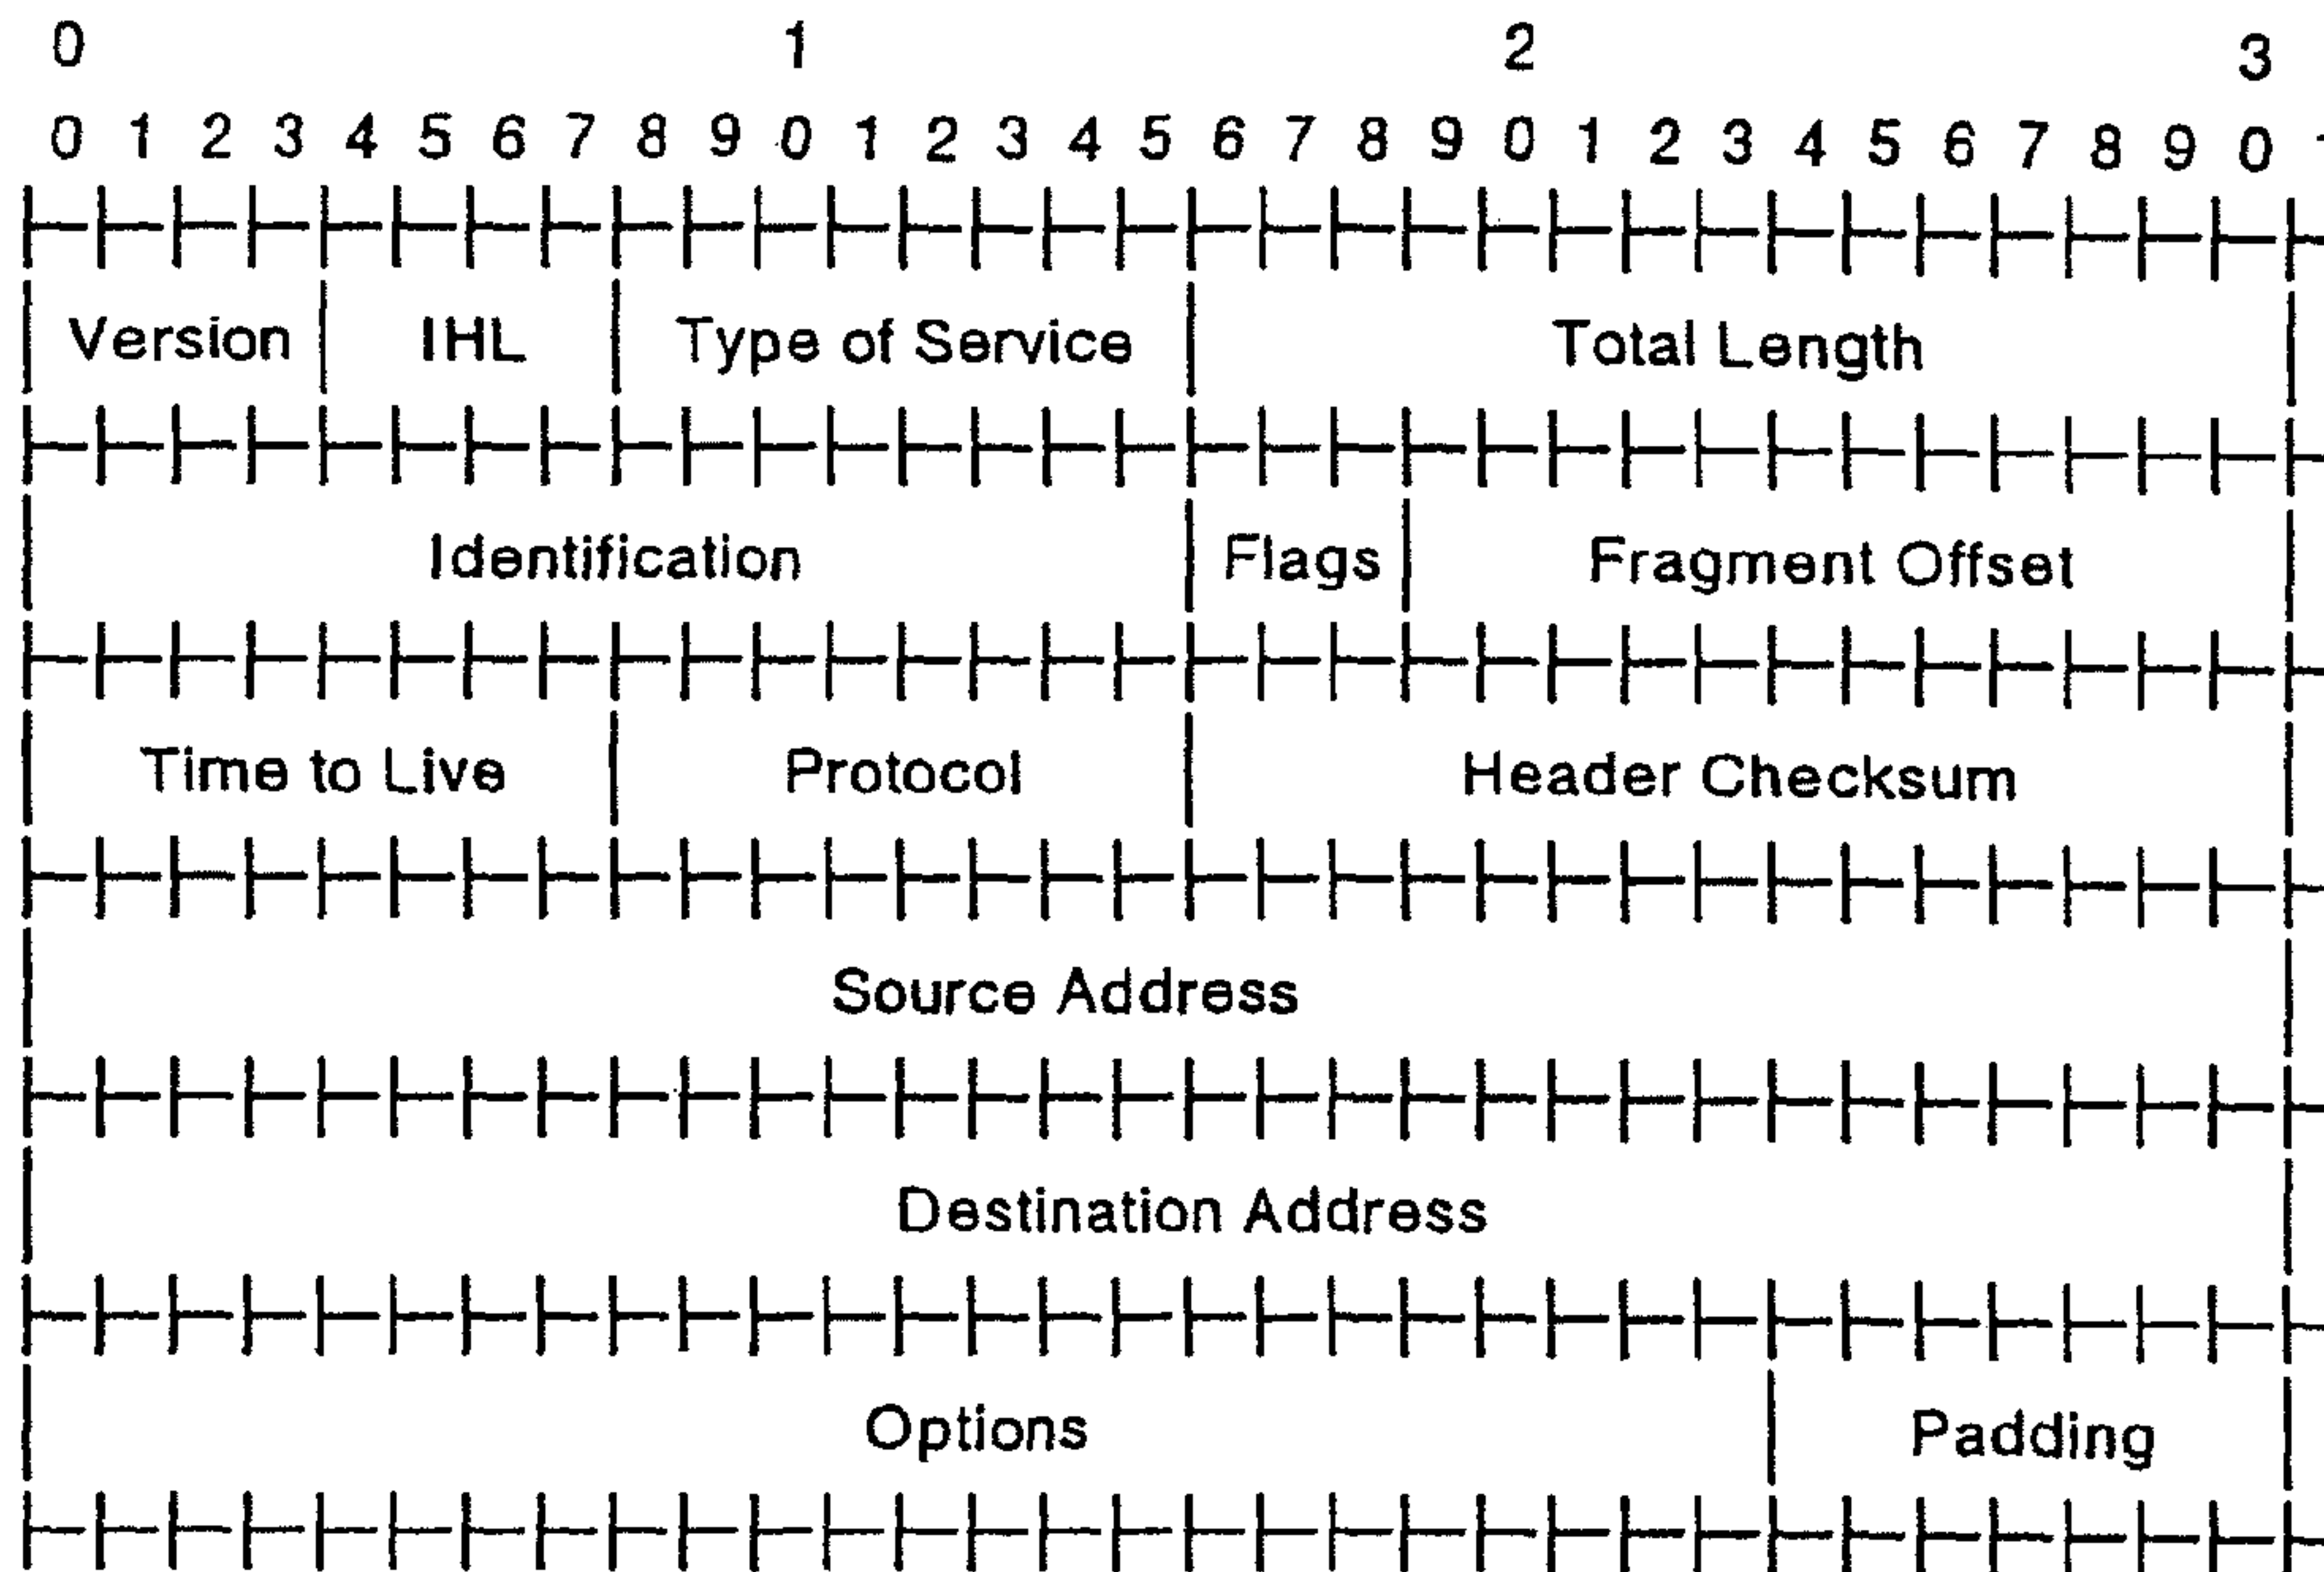 0 1 2 3
0 1 2 3 4 5 6 7 8 9 0 1 2 3 4 5 6 7 8 9 0 1 2 3 4 5 6 7 8 9 0
Version IHL Type of Service Total Length
Identification Flags Fragment Offset
Time to Live Protocol Header Checksum
Source Address
Destination Address
Options Padding